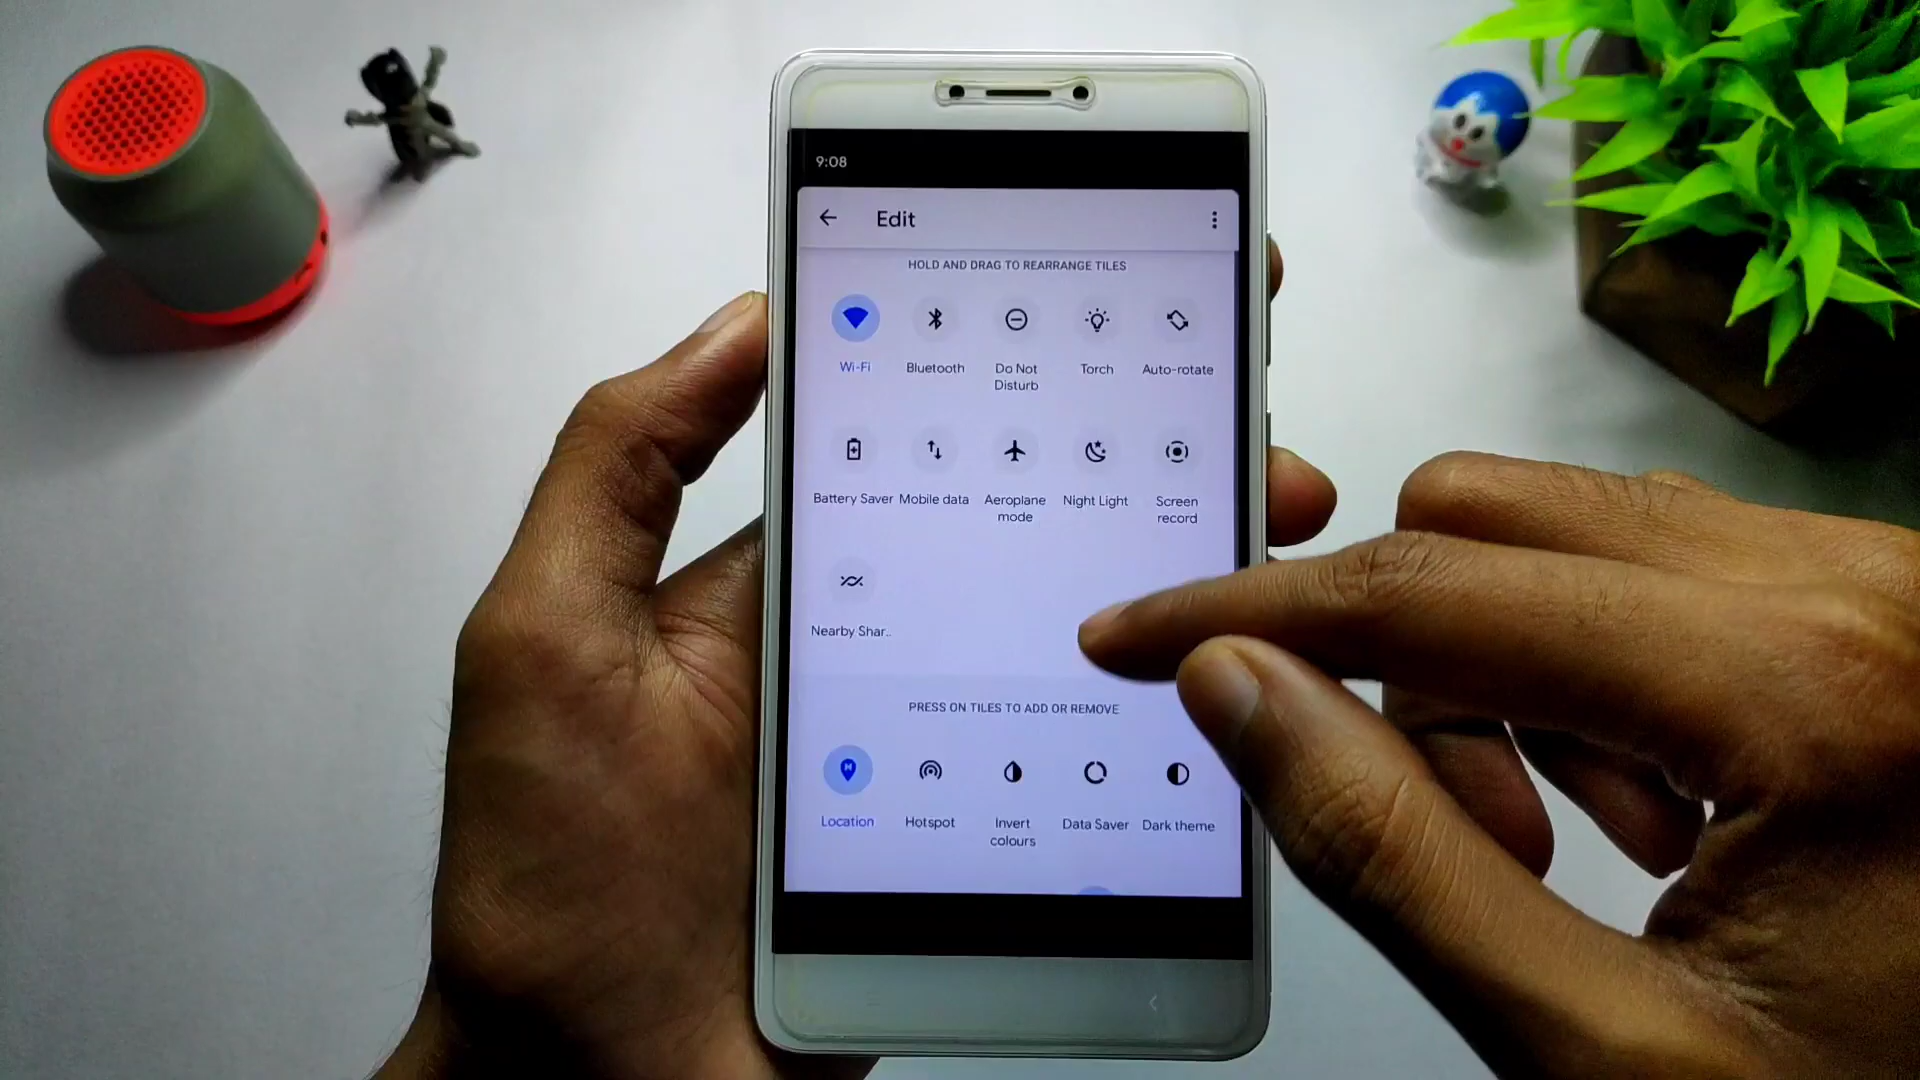 9:08
Edit
HOLD AND DRAG TO REARRANGE TILES
Wi-Fi
Bluetooth
Do Not
Disturb
Torch
Auto-rotate
Battery Saver
Mobile data
Aeroplane
mode
Night Light
Screen
record
Nearby Shar..
PRESS ON TILES TO ADD OR REMOVE
Location
Hotspot
Invert
colours
Data Saver
Dark theme